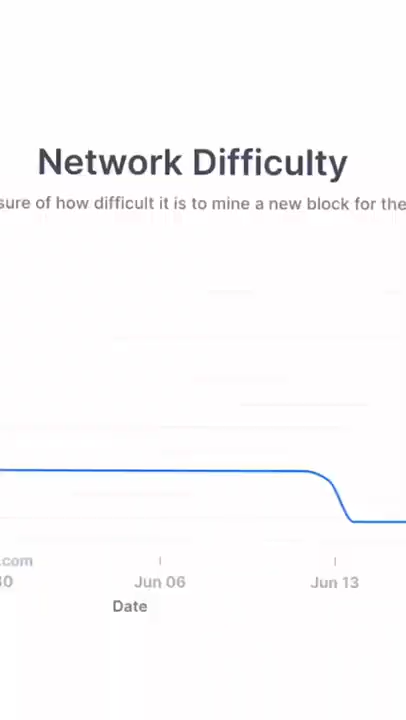 Network Difficulty
sure of how difficult it is to mine a new block for the
.com
Jun 06
Jun 13
Date